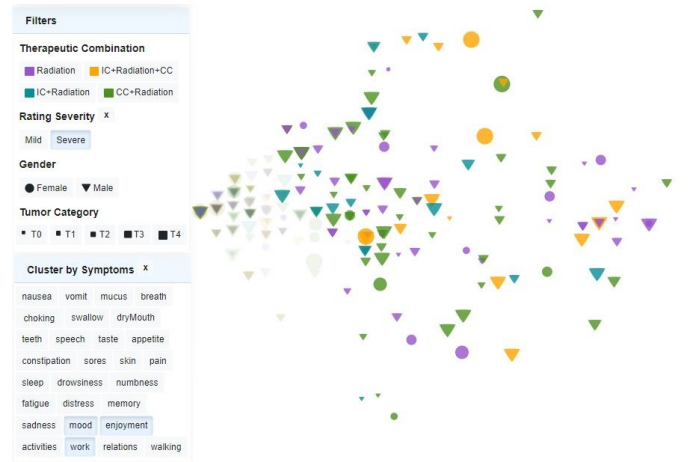 Filters
Therapeutic Combination
Radiation IC+Radiation+CC
IC+Radiation CC+Radiation
Rating Severity x
Mild Severe
Gender
Female Male
Tumor Category
T0 T1 T2 T3 T4
Cluster by Symptoms x
nausea vomit mucus breath
choking swallow dryMouth
teeth speech taste appetite
constipation sores skin pain
sleep drowsiness numbness
fatigue distress memory
sadness mood enjoyment
activities work relations walking